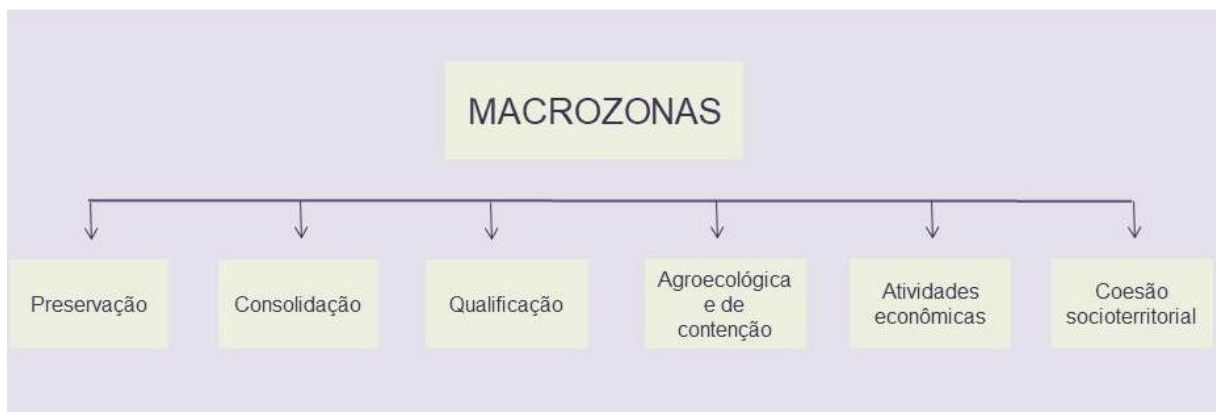 MACROZONAS
Preservação
Consolidação
Qualificação
Agroecológica
e de
contenção
Atividades
econômicas
Coesão
socioterritorial